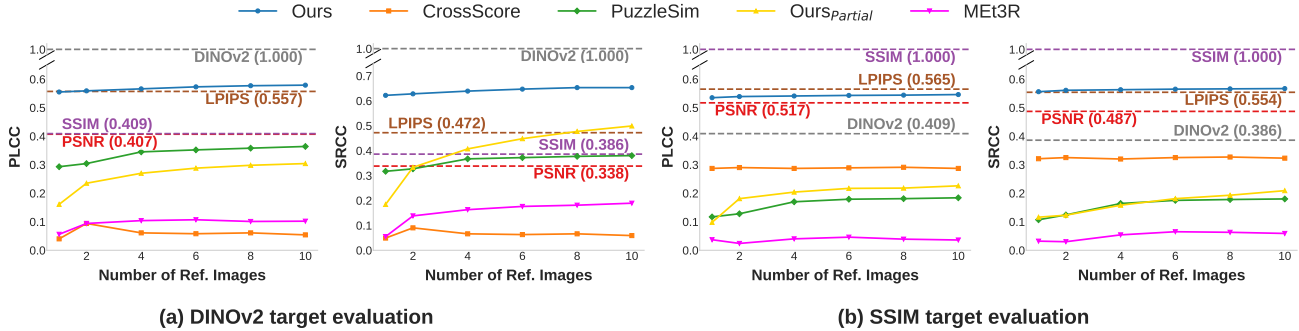 Ours CrossScore PuzzleSim Ours_Partial MEt3R
1.0
0.6
0.5
0.4
0.3
0.2
0.1
0.0
PLCC
DINOv2 (1.000)
LPIPS (0.557)
SSIM (0.409)
PSNR (0.407)
2 4 6 8 10
Number of Ref. Images
1.0
0.7
0.6
0.5
0.4
0.3
0.2
0.1
0.0
SRCC
DINOv2 (1.000)
LPIPS (0.472)
SSIM (0.386)
PSNR (0.338)
2 4 6 8 10
Number of Ref. Images
1.0
0.6
0.5
0.4
0.3
0.2
0.1
0.0
PLCC
SSIM (1.000)
LPIPS (0.565)
PSNR (0.517)
DINOv2 (0.409)
2 4 6 8 10
Number of Ref. Images
1.0
0.6
0.5
0.4
0.3
0.2
0.1
0.0
SRCC
SSIM (1.000)
LPIPS (0.554)
PSNR (0.487)
DINOv2 (0.386)
2 4 6 8 10
Number of Ref. Images
(a) DINOv2 target evaluation
(b) SSIM target evaluation